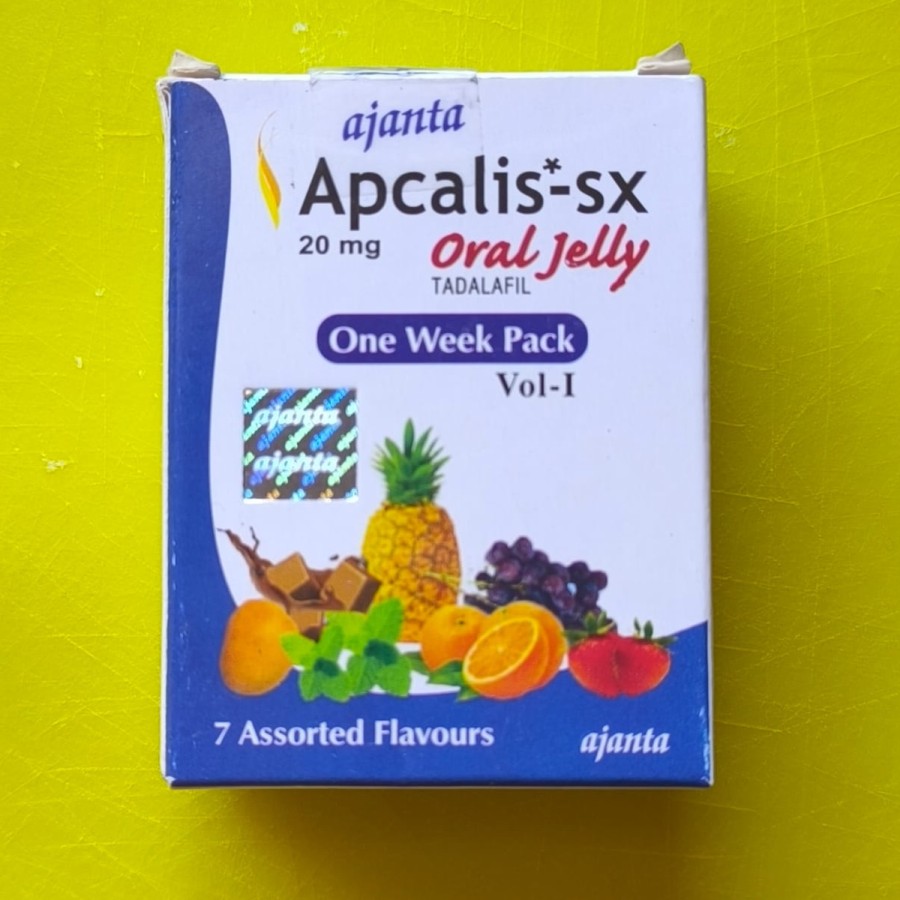 ajanta
Apcalis*-sx
20 mg Oral Jelly
TADALAFIL
One Week Pack
Vol-I
ajanta
ajanta
7 Assorted Flavours
ajanta